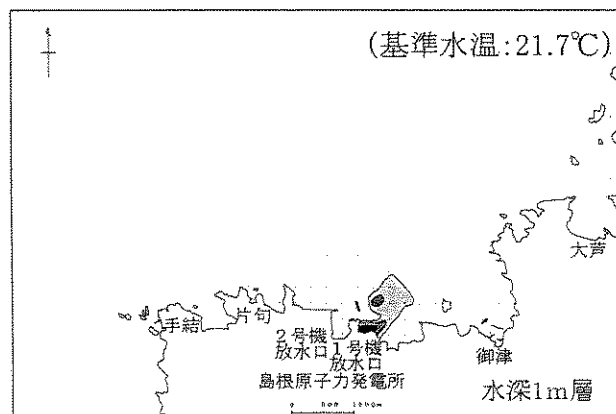 (基準水温:21.7℃)
大芦
手結
片句
2号機
放水口
1号機
放水口
御津
島根原子力発電所
水深1m層